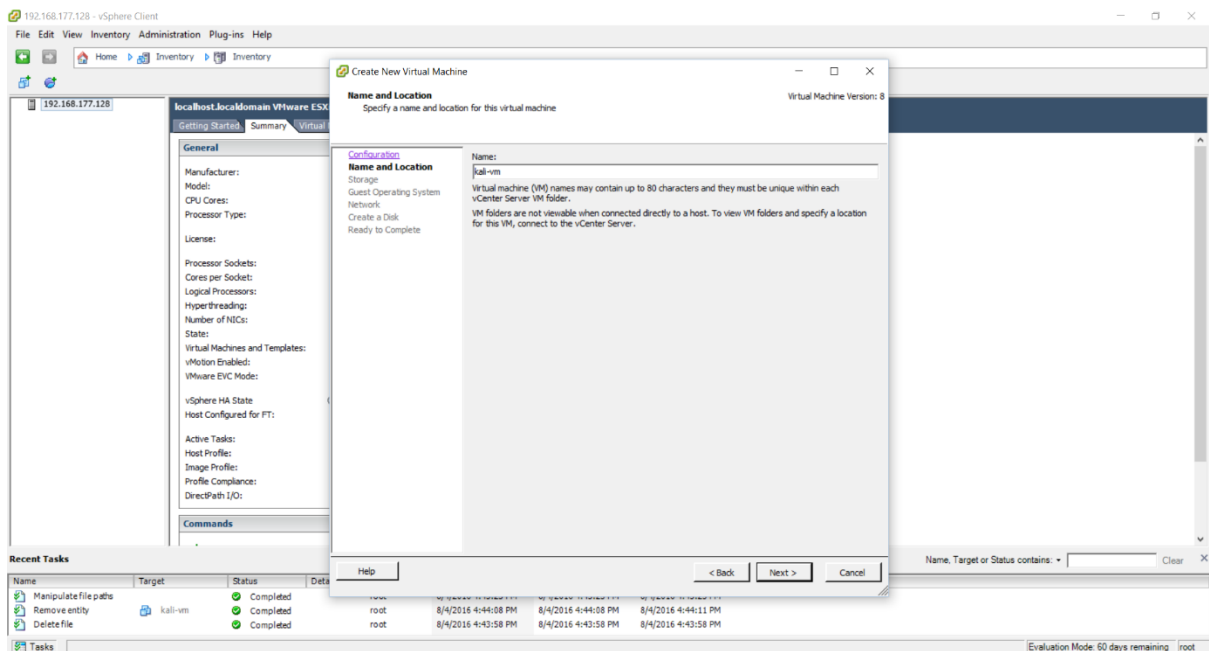 192.168.177.128 - vSphere Client
File Edit View Inventory Administration Plug-ins Help
Home Inventory Inventory
192.168.177.128
localhost.localdomain VMware ESX
Getting Started Summary Virtual
General
Manufacturer:
Model:
CPU Cores:
Processor Type:
License:
Processor Sockets:
Cores per Socket:
Logical Processors:
Hyperthreading:
Number of NICs:
State:
Virtual Machines and Templates:
vMotion Enabled:
VMware EVC Mode:
vSphere HA State
Host Configured for FT:
Active Tasks:
Host Profile:
Image Profile:
Profile Compliance:
DirectPath I/O:
Commands
Create New Virtual Machine
Name and Location
Specify a name and location for this virtual machine
Virtual Machine Version: 8
Configuration
Name and Location
Storage
Guest Operating System
Network
Create a Disk
Ready to Complete
Name:
kali-vm
Virtual machine (VM) names may contain up to 80 characters and they must be unique within each
vCenter Server VM folder.
VM folders are not viewable when connected directly to a host. To view VM folders and specify a location
for this VM, connect to the vCenter Server.
Help < Back Next > Cancel
Recent Tasks
Name, Target or Status contains: Clear
Name Target Status Deta
Manipulate file paths Completed
Remove entity kali-vm Completed root 8/4/2016 4:44:08 PM 8/4/2016 4:44:08 PM 8/4/2016 4:44:11 PM
Delete file Completed root 8/4/2016 4:43:58 PM 8/4/2016 4:43:58 PM 8/4/2016 4:43:58 PM
Tasks
Evaluation Mode: 60 days remaining root